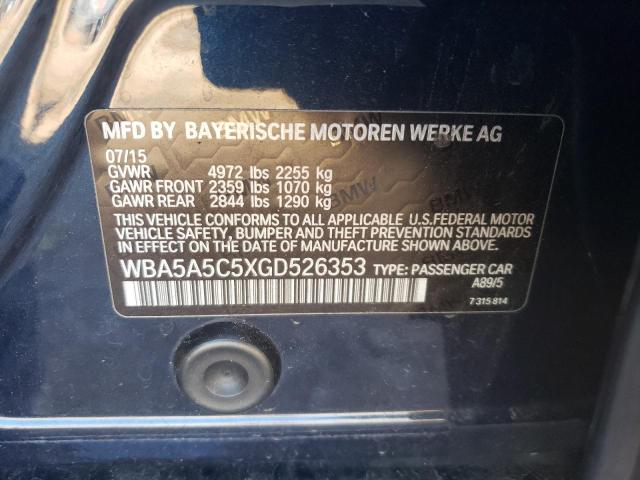 MFD BY BAYERISCHE MOTOREN WERKE AG
07/15
GVWR 4972 lbs 2255 kg
GAWR FRONT 2359 lbs 1070 kg
GAWR REAR 2844 lbs 1290 kg
THIS VEHICLE CONFORMS TO ALL APPLICABLE U.S.FEDERAL MOTOR
VEHICLE SAFETY, BUMPER AND THEFT PREVENTION STANDARDS
IN EFFECT ON THE DATE OF MANUFACTURE SHOWN ABOVE.
WBA5A5C5XGD526353 TYPE: PASSENGER CAR
A89/5
7 315 814